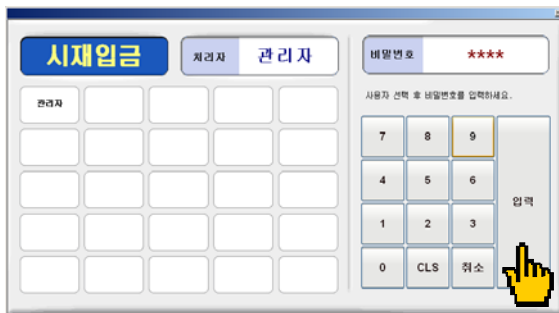 시재입금
처리자 관리자
비밀번호 ****
관리자
사용자 선택 후 비밀번호를 입력하세요.
7 8 9
4 5 6
입력
1 2 3
0 CLS 취소